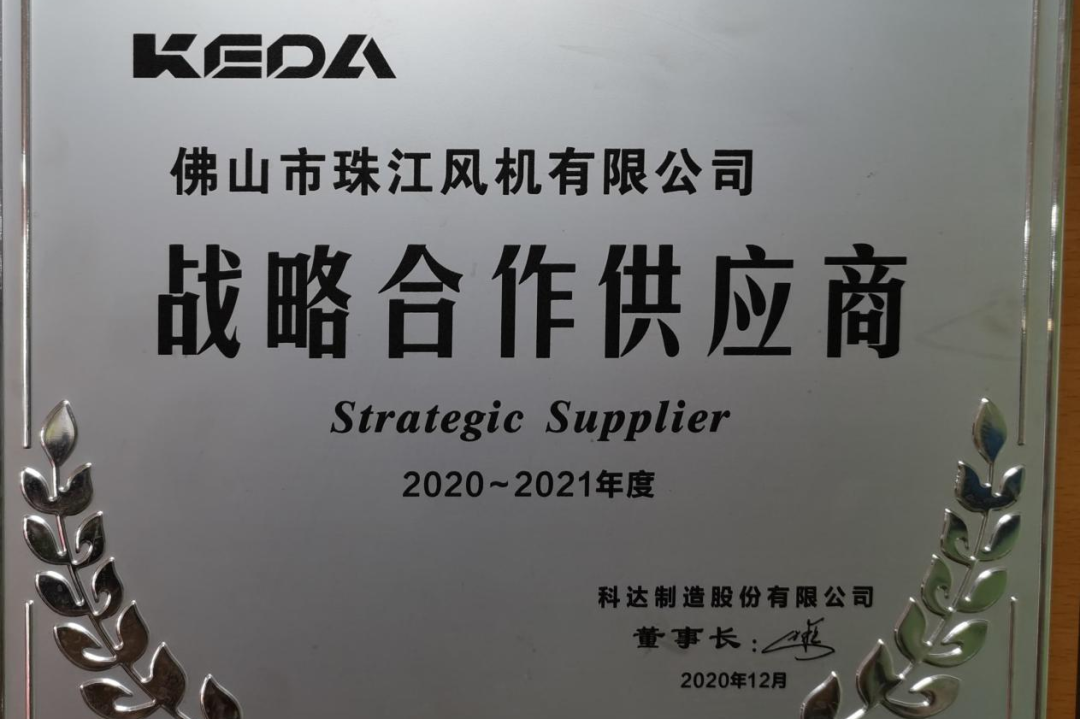 KEDA
佛山市珠江风机有限公司
战略合作供应商
Strategic Supplier
2020~2021年度
科达制造股份有限公司
董事长:
2020年12月